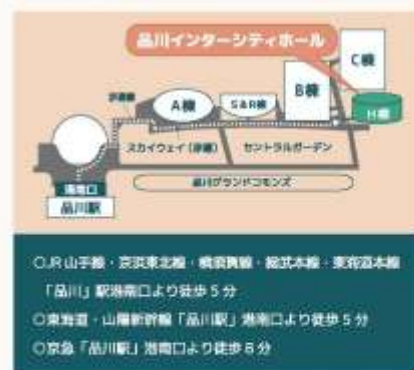 品川インターシティホール
C棟
B棟
A棟
S&R棟
H棟
歩道橋
スカイウェイ（歩廊）
セントラルガーデン
品川グランドコモンズ
港南口
品川駅
○JR山手線・京浜東北線・横須賀線・総武本線・東海道本線
「品川」駅港南口より徒歩5分
○東海道・山陽新幹線「品川駅」港南口より徒歩5分
○京急「品川駅」港南口より徒歩8分